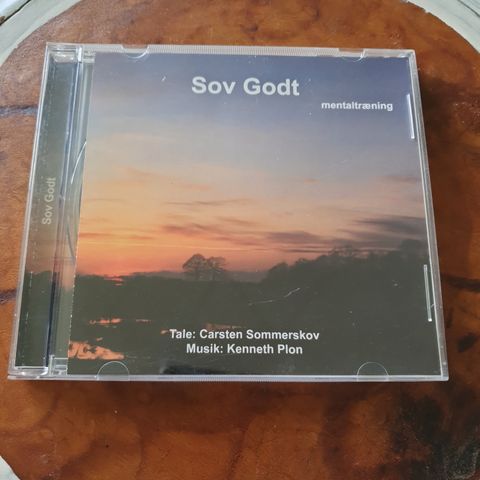 Sov Godt
mentaltræning
Sov Godt
Tale: Carsten Sommerskov
Musik: Kenneth Plon